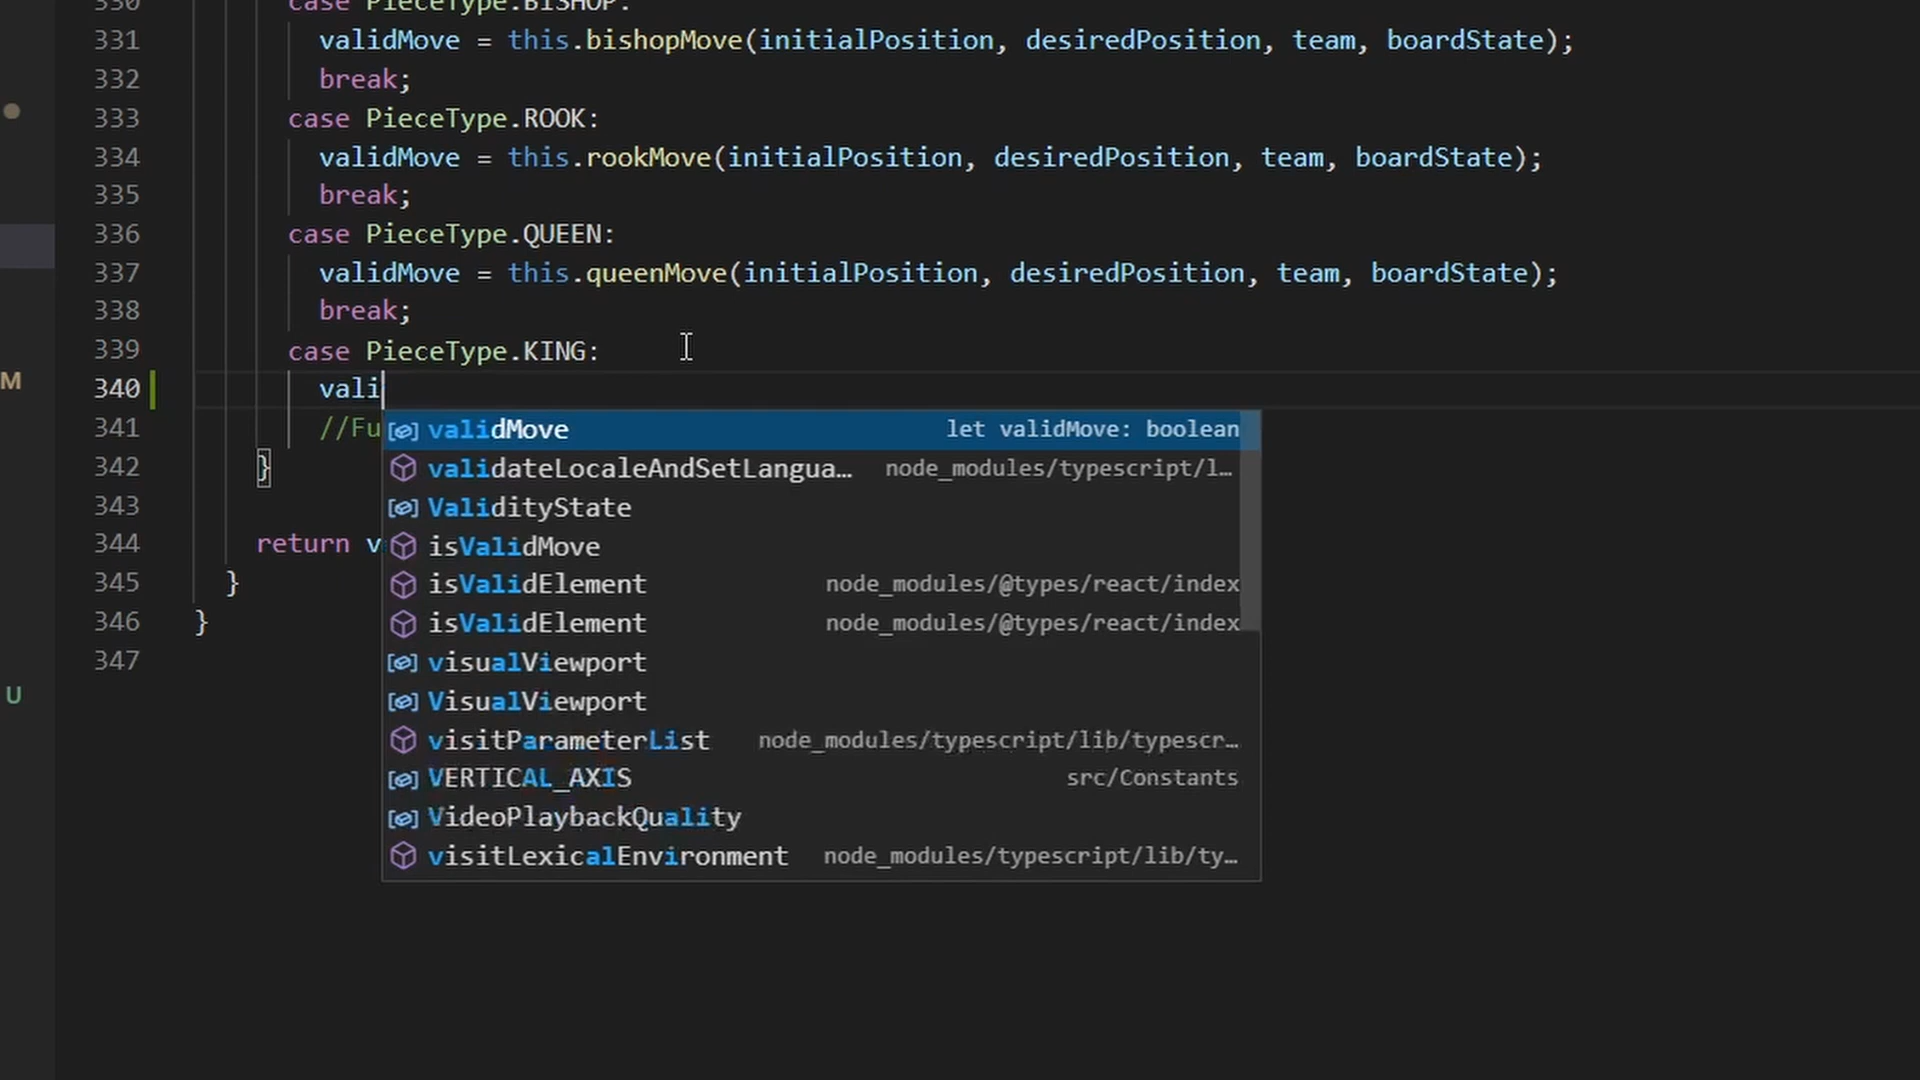 330 case PieceType.BISHOP:
331 validMove = this.bishopMove(initialPosition, desiredPosition, team, boardState);
332 break;
333 case PieceType.ROOK:
334 validMove = this.rookMove(initialPosition, desiredPosition, team, boardState);
335 break;
336 case PieceType.QUEEN:
337 validMove = this.queenMove(initialPosition, desiredPosition, team, boardState);
338 break;
339 case PieceType.KING:
M
340 vali
341 //Fu
validMove let validMove: boolean
342 }
validateLocaleAndSetLangua… node_modules/typescript/l…
343
ValidityState
344 return v
isValidMove
345 }
isValidElement node_modules/@types/react/index
346 }
isValidElement node_modules/@types/react/index
347
visualViewport
U
VisualViewport
visitParameterList node_modules/typescript/lib/typescr…
VERTICAL_AXIS src/Constants
VideoPlaybackQuality
visitLexicalEnvironment node_modules/typescript/lib/ty…